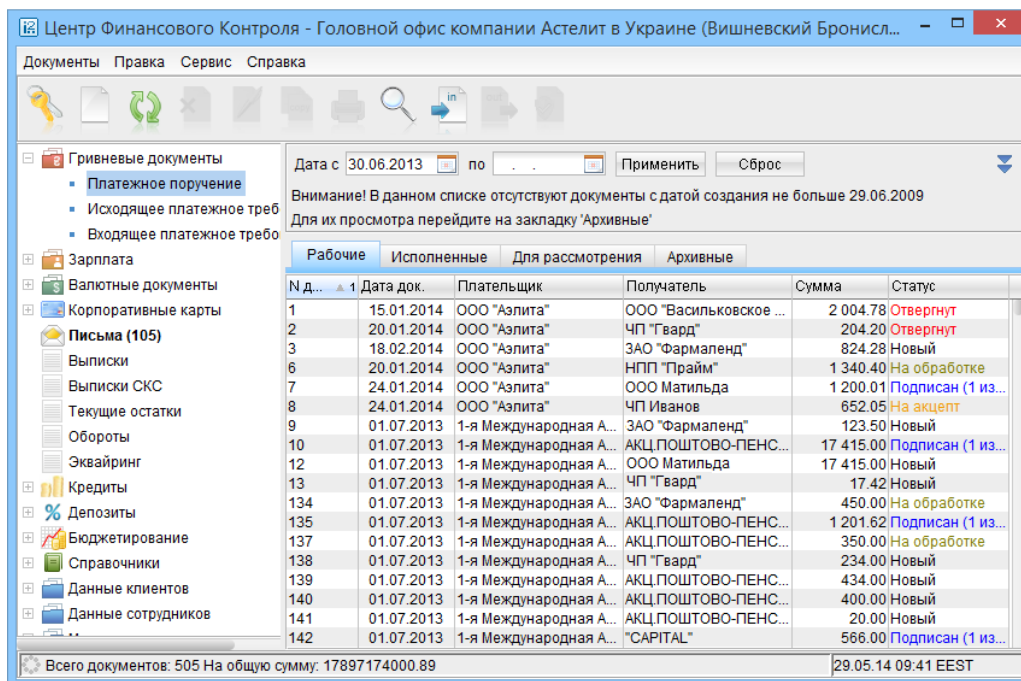 Центр Финансового Контроля - Головной офис компании Астелит в Украине (Вишневский Бронисл...
Документы Правка Сервис Справка
in
out
Гривневые документы
Платежное поручение
Исходящее платежное треб
Входящее платежное требо
Зарплата
Валютные документы
Корпоративные карты
Письма (105)
Выписки
Выписки СКС
Текущие остатки
Обороты
Эквайринг
Кредиты
Депозиты
Бюджетирование
Справочники
Данные клиентов
Данные сотрудников
Дата с 30.06.2013 по . . Применить Сброс
Внимание! В данном списке отсутствуют документы с датой создания не больше 29.06.2009
Для их просмотра перейдите на закладку 'Архивные'
Рабочие Исполненные Для рассмотрения Архивные
N д... 1 Дата док. Плательщик Получатель Сумма Статус
1 15.01.2014 ООО "Аэлита" ООО "Васильковское ... 2 004.78 Отвергнут
2 20.01.2014 ООО "Аэлита" ЧП "Гвард" 204.20 Отвергнут
3 18.02.2014 ООО "Аэлита" ЗАО "Фармаленд" 824.28 Новый
6 20.01.2014 ООО "Аэлита" НПП "Прайм" 1 340.40 На обработке
7 24.01.2014 ООО "Аэлита" ООО Матильда 1 200.01 Подписан (1 из...
8 24.01.2014 ООО "Аэлита" ЧП Иванов 652.05 На акцепт
9 01.07.2013 1-я Международная А... ЗАО "Фармаленд" 123.50 Новый
10 01.07.2013 1-я Международная А... АКЦ.ПОШТОВО-ПЕНС... 17 415.00 Подписан (1 из...
12 01.07.2013 1-я Международная А... ООО Матильда 17 415.00 Новый
13 01.07.2013 1-я Международная А... ЧП "Гвард" 17.42 Новый
134 01.07.2013 1-я Международная А... ЗАО "Фармаленд" 450.00 На обработке
135 01.07.2013 1-я Международная А... АКЦ.ПОШТОВО-ПЕНС... 1 201.62 Подписан (1 из...
137 01.07.2013 1-я Международная А... АКЦ.ПОШТОВО-ПЕНС... 350.00 На обработке
138 01.07.2013 1-я Международная А... ЧП "Гвард" 234.00 Новый
139 01.07.2013 1-я Международная А... АКЦ.ПОШТОВО-ПЕНС... 434.00 Новый
140 01.07.2013 1-я Международная А... АКЦ.ПОШТОВО-ПЕНС... 400.00 Новый
141 01.07.2013 1-я Международная А... АКЦ.ПОШТОВО-ПЕНС... 20.00 Новый
142 01.07.2013 1-я Международная А... "CAPITAL" 566.00 Подписан (1 из...
Всего документов: 505 На общую сумму: 17897174000.89
29.05.14 09:41 EEST